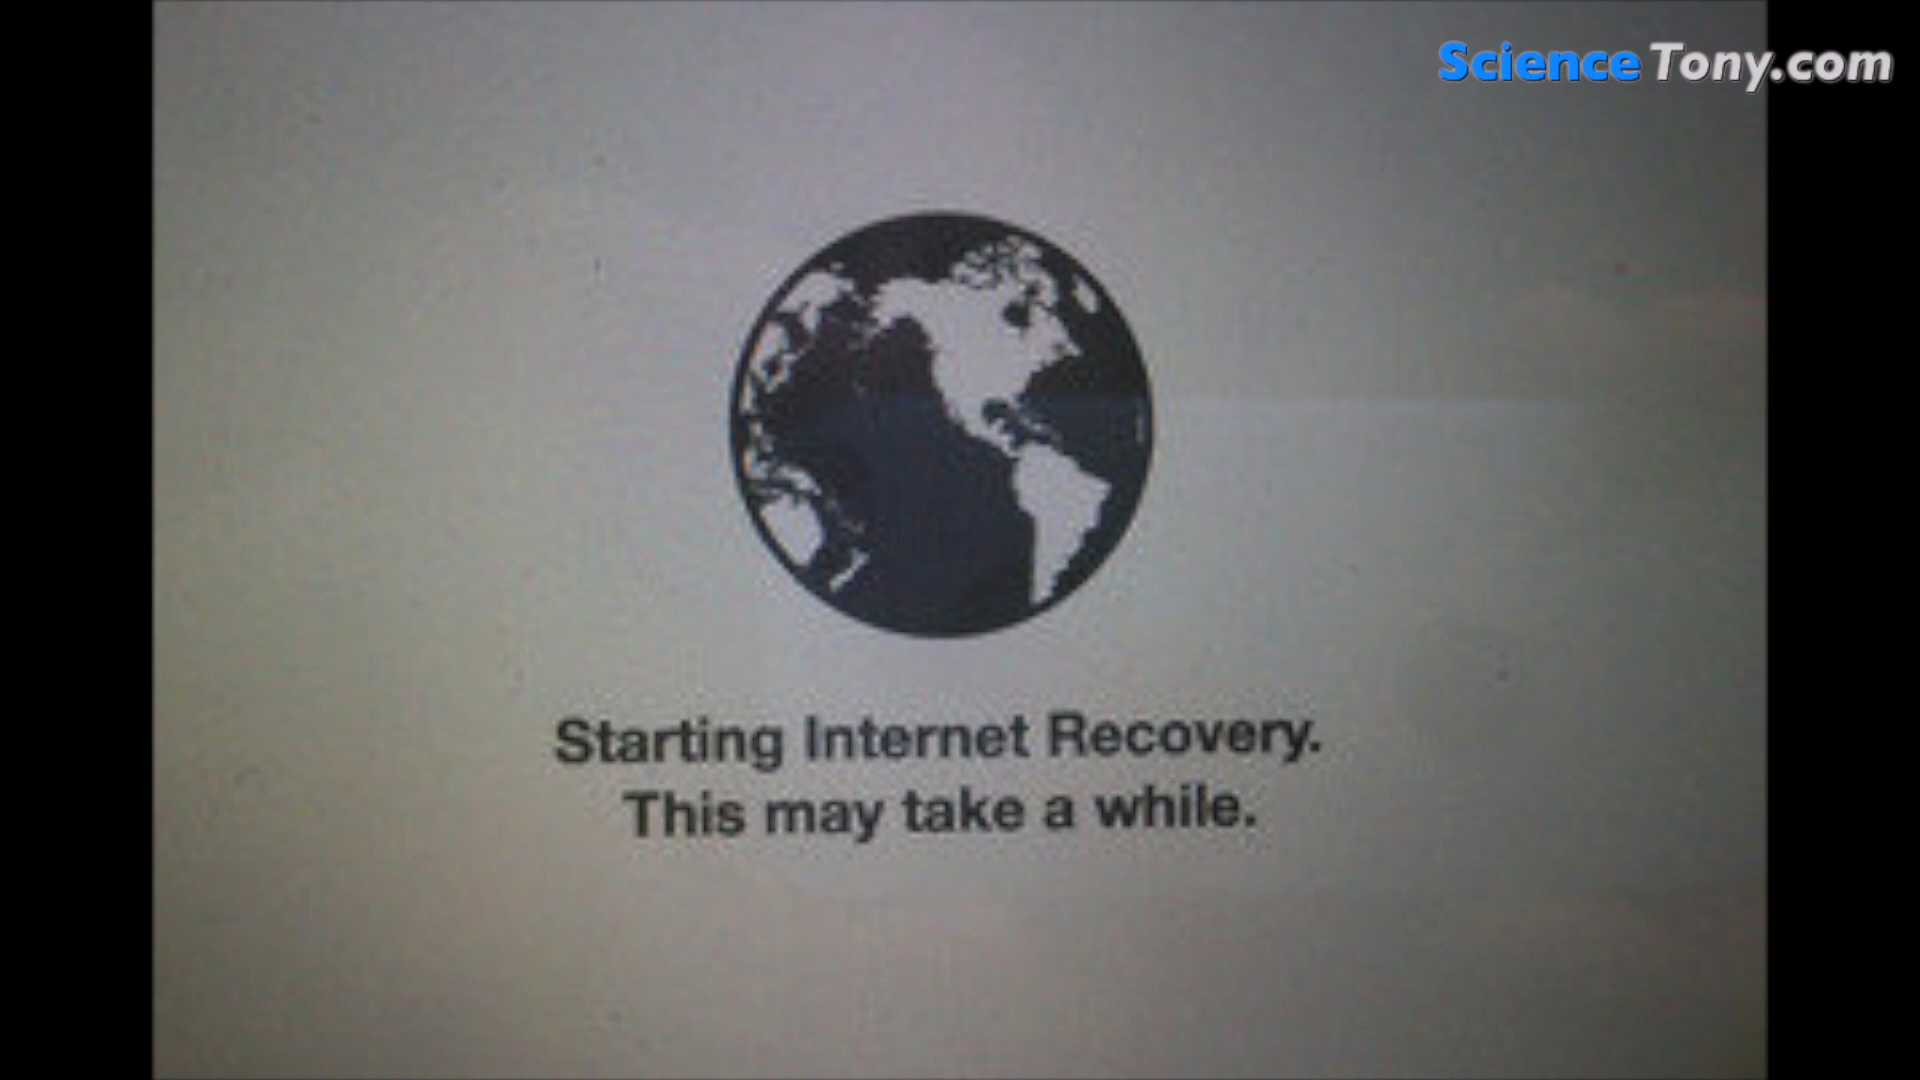 ScienceTony.com
Starting Internet Recovery.
This may take a while.